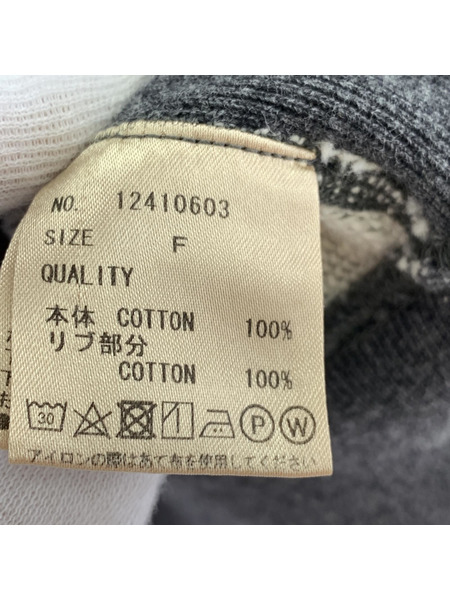 NO. 12410603
SIZE F
QUALITY
本体 COTTON 100%
リブ部分
COTTON 100%
30 P W
アイロンの際はあて布を使用してください